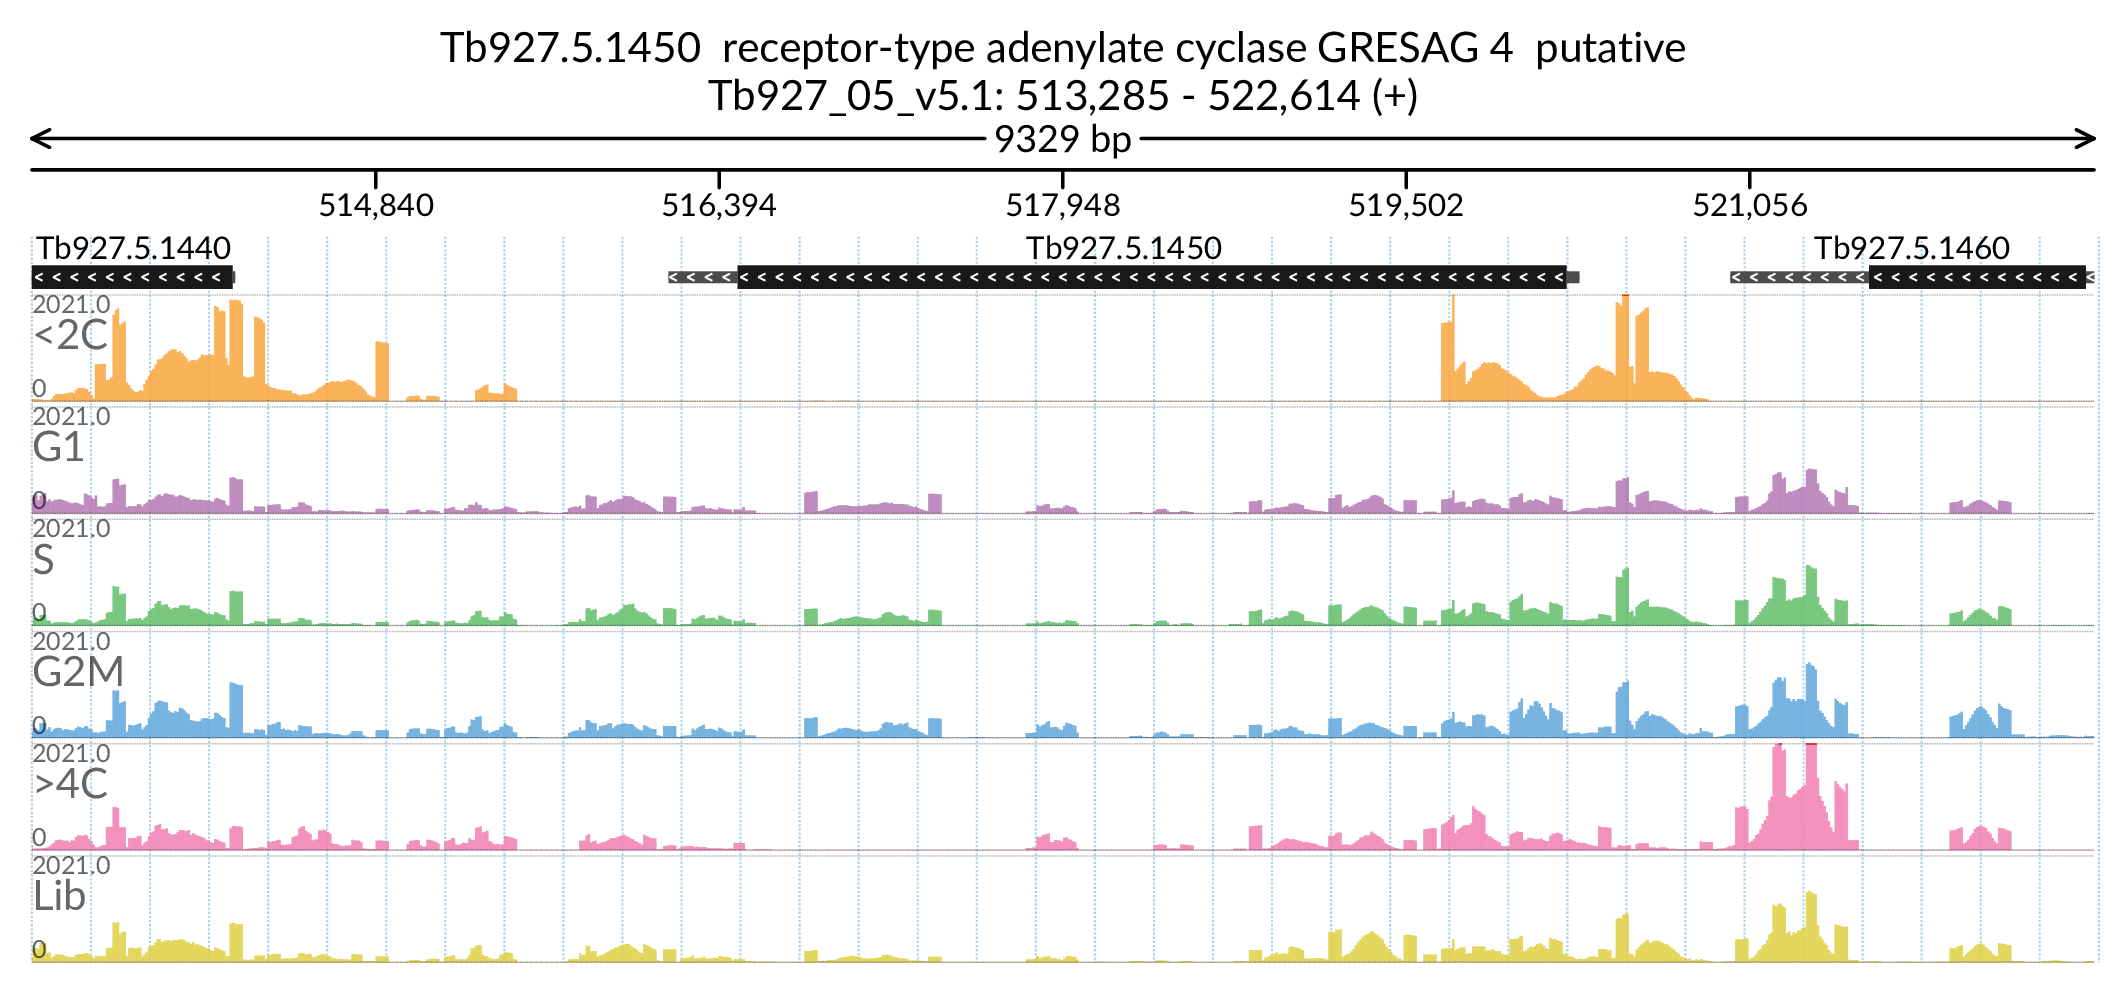 Tb927.5.1450  receptor-type adenylate cyclase GRESAG 4  putative
Tb927_05_v5.1: 513,285 - 522,614 (+)
9329 bp
514,840 516,394 517,948 519,502 521,056
Tb927.5.1440 Tb927.5.1450 Tb927.5.1460
2021.0
<2C
0
2021.0
G1
0
2021.0
S
0
2021.0
G2M
0
2021.0
>4C
0
2021.0
Lib
0